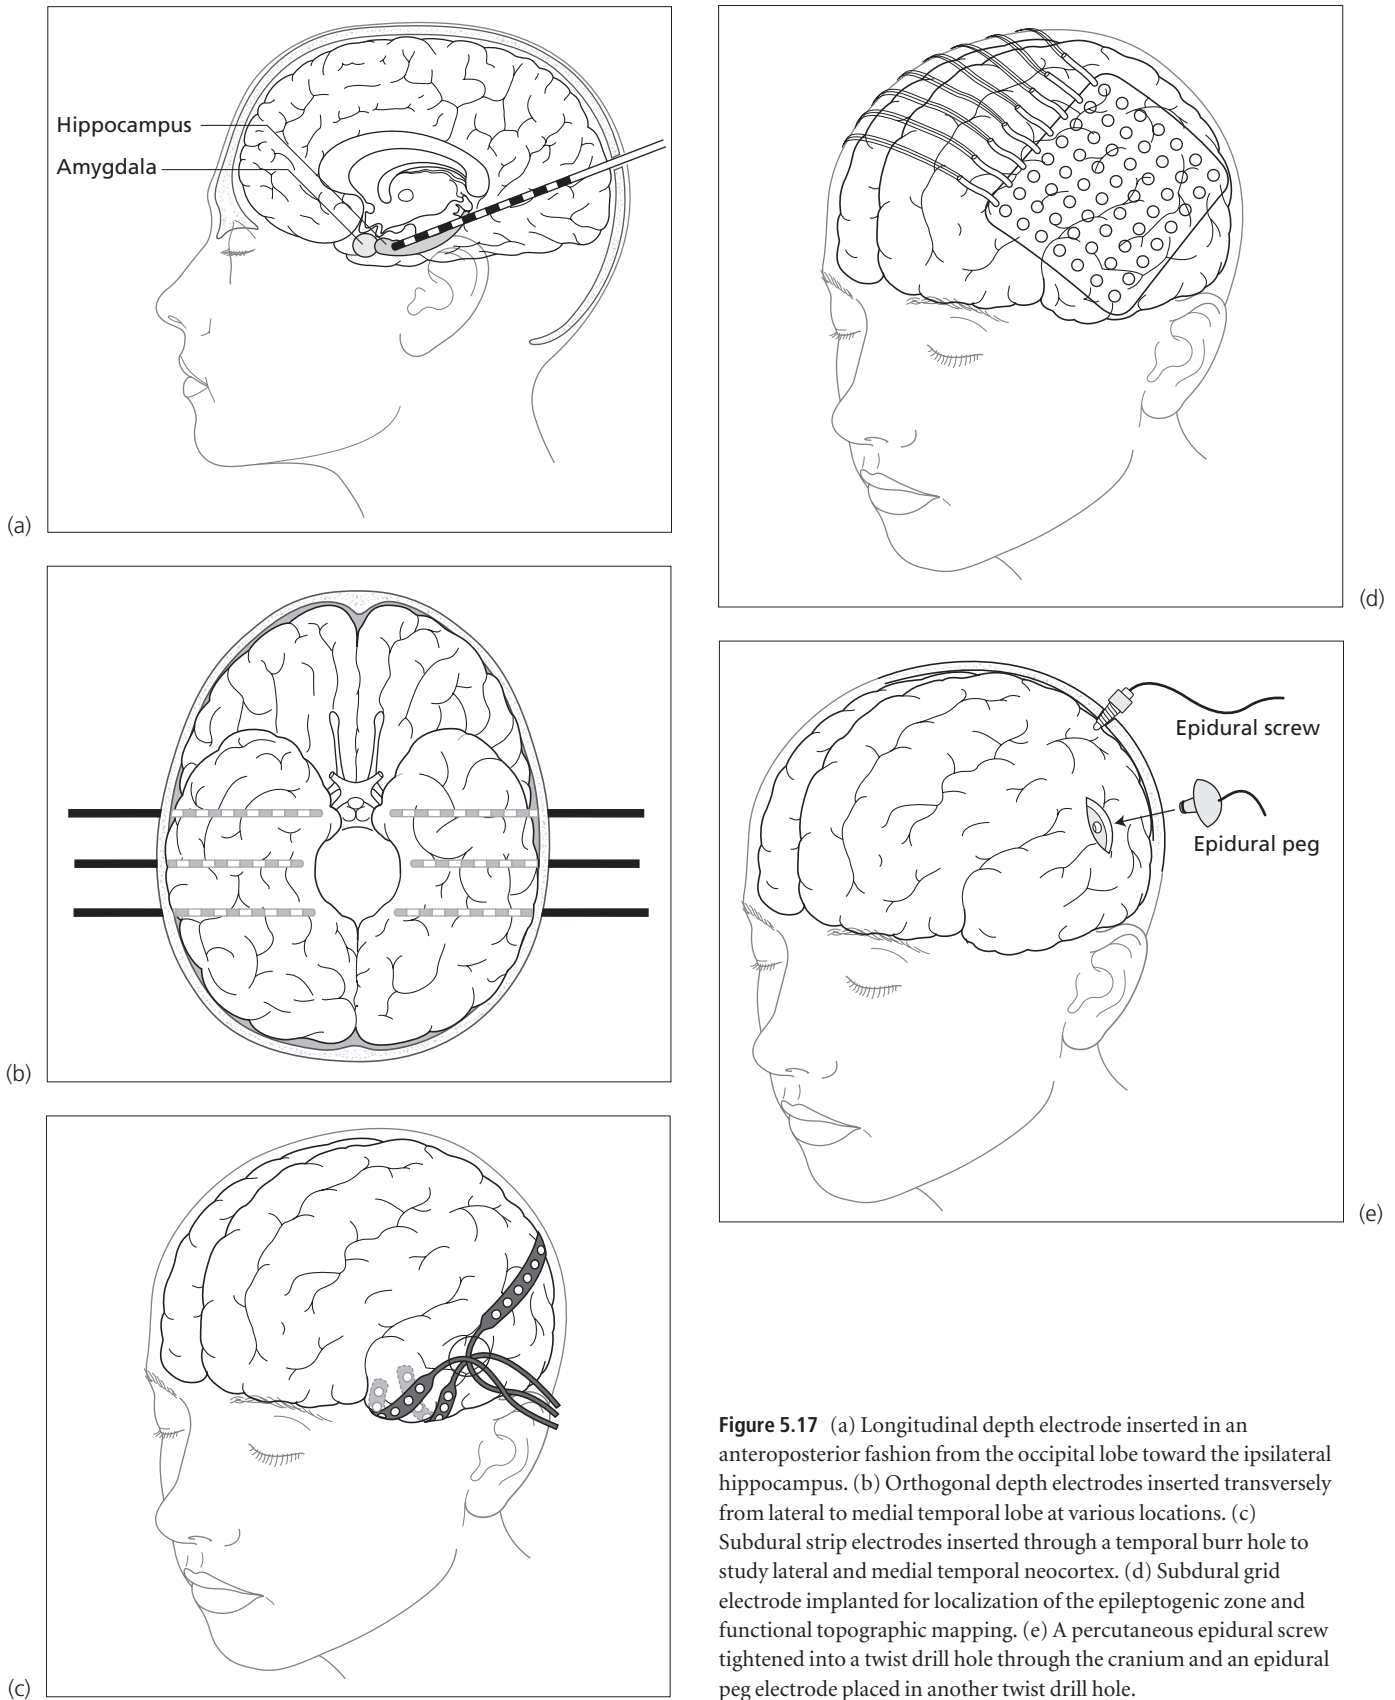 Hippocampus
Amygdala
(a)
(b)
(c)
(d)
Epidural screw
Epidural peg
(e)
Figure 5.17 (a) Longitudinal depth electrode inserted in an
anteroposterior fashion from the occipital lobe toward the ipsilateral
hippocampus. (b) Orthogonal depth electrodes inserted transversely
from lateral to medial temporal lobe at various locations. (c)
Subdural strip electrodes inserted through a temporal burr hole to
study lateral and medial temporal neocortex. (d) Subdural grid
electrode implanted for localization of the epileptogenic zone and
functional topographic mapping. (e) A percutaneous epidural screw
tightened into a twist drill hole through the cranium and an epidural
peg electrode placed in another twist drill hole.